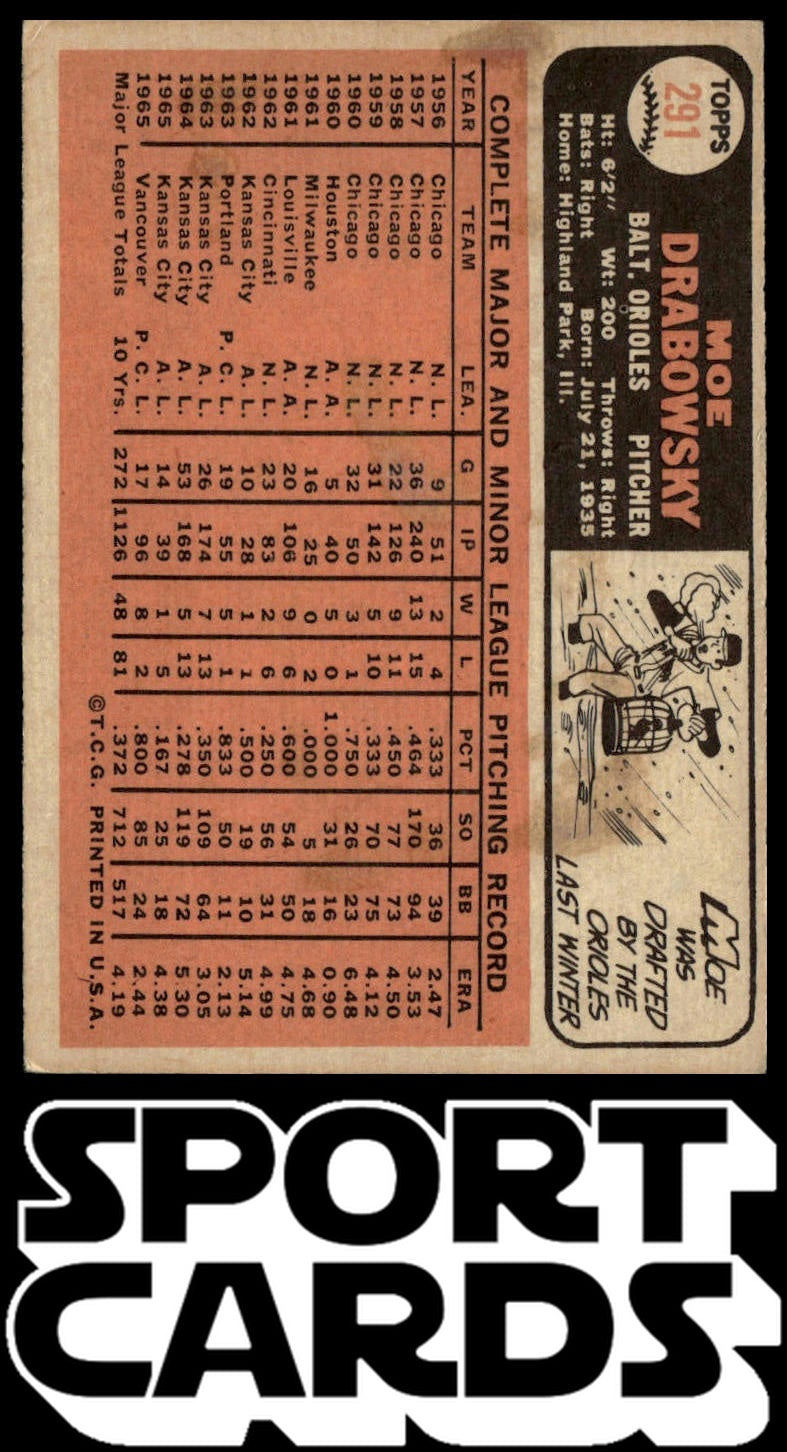 TOPPS
291
MOE
DRABOWSKY
BALT. ORIOLES PITCHER
Ht: 6'2" Wt: 200 Throws: Right
Bats: Right Born: July 21, 1935
Home: Highland Park, Ill.
MOE
WAS
DRAFTED
BY THE
ORIOLES
LAST WINTER
COMPLETE MAJOR AND MINOR LEAGUE PITCHING RECORD
YEAR TEAM LEA. G IP W L PCT SO BB ERA
1956 Chicago N. L. 9 51 2 4 .333 36 39 2.47
1957 Chicago N. L. 36 240 13 15 .464 170 94 3.53
1958 Chicago N. L. 22 126 9 11 .450 77 73 4.50
1959 Chicago N. L. 31 142 5 10 .333 70 75 4.12
1960 Chicago N. L. 32 50 3 1 .750 26 23 6.48
1960 Houston A. A. 5 40 5 0 1.000 31 16 0.90
1961 Milwaukee N. L. 16 25 0 2 .000 5 18 4.68
1961 Louisville A. A. 20 106 9 6 .600 54 50 4.75
1962 Cincinnati N. L. 23 83 2 6 .250 56 31 4.99
1962 Kansas City A. L. 10 28 1 1 .500 19 10 5.14
1963 Portland P. C. L. 19 55 5 1 .833 50 11 2.13
1963 Kansas City A. L. 26 174 7 13 .350 109 64 3.05
1964 Kansas City A. L. 53 168 5 13 .278 119 72 5.30
1965 Kansas City A. L. 14 39 1 5 .167 25 18 4.38
1965 Vancouver P. C. L. 17 96 8 2 .800 85 24 2.44
Major League Totals 10 Yrs. 272 1126 48 81 .372 712 517 4.19
©T.C.G. PRINTED IN U.S.A.
SPORT
CARDS